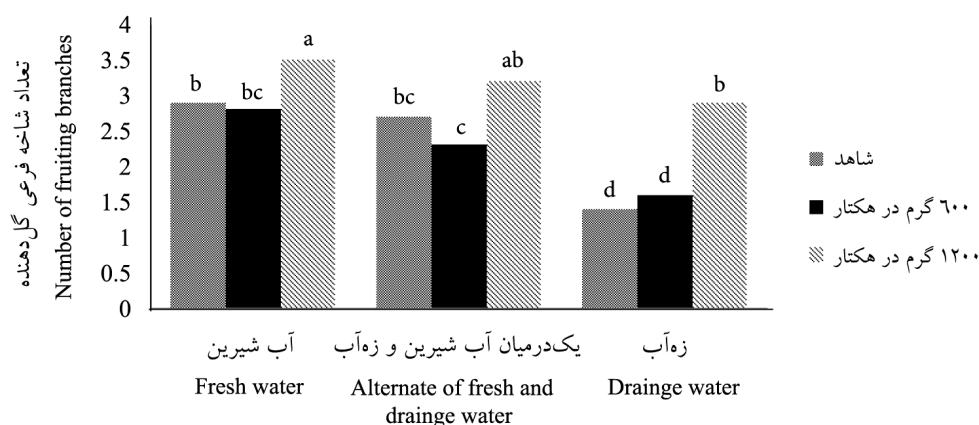 تعداد شاخه فرعی گل‌دهنده
Number of fruiting branches
4
3.5
3
2.5
2
1.5
1
0.5
0
b
bc
a
bc
c
ab
d
d
b
شاهد
۶۰۰ گرم در هکتار
۱۲۰۰ گرم در هکتار
آب شیرین
یک‌درمیان آب شیرین و زه‌آب
زه‌آب
Fresh water
Alternate of fresh and
drainge water
Drainge water